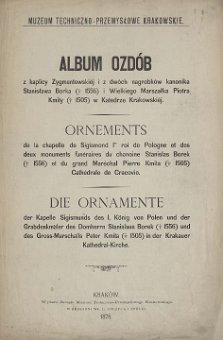 MUZEUM TECHNICZNO-PRZEMYSŁOWE KRAKOWSKIE.
ALBUM OZDÓB
z kaplicy Zygmuntowskiéj i z dwóch nagrobków kanonika
Stanisława Borka († 1556) i Wielkiego Marszałka Piotra
Kmity († 1505) w Katedrze Krakowskiéj.
ORNEMENTS
de la chapelle de Sigismond Ir roi de Pologne et des
deux monuments funéraires du chanoine Stanislas Borek
(† 1556) et du grand Maréchal Pierre Kmita († 1505)
Cathédrale de Cracovie.
DIE ORNAMENTE
der Kapelle Sigismunds des I. König von Polen und der
Grabdenkmäler des Domherrn Stanislaus Borek († 1556) und
des Gross-Marschalls Peter Kmita († 1505) in der Krakauer
Kathedral-Kirche.
KRAKÓW.